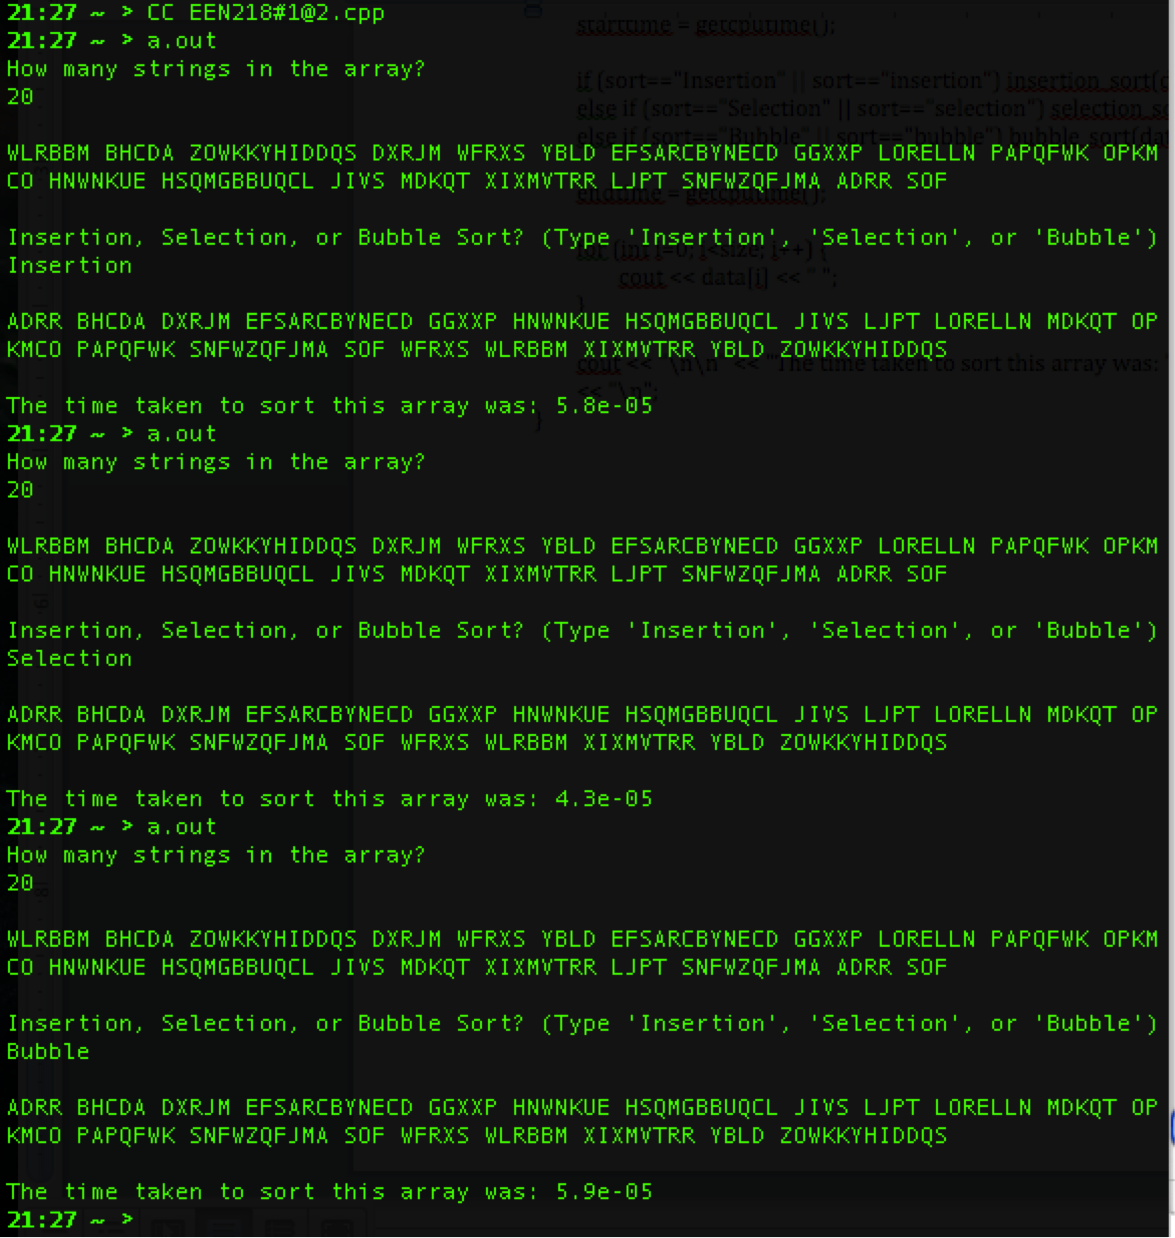 21:27 ~ > CC EEN218#1@2.cpp
21:27 ~ > a.out
How many strings in the array?
20
WLRBBM BHCDA ZOWKKYHIDDQS DXRJM WFRXS YBLD EFSARCBYNECD GGXXP LORELLN PAPQFWK OPKM
CO HNWNKUE HSQMGBBUQCL JIVS MDKQT XIXMVTRR LJPT SNFWZQFJMA ADRR SOF
Insertion, Selection, or Bubble Sort? (Type 'Insertion', 'Selection', or 'Bubble')
Insertion
ADRR BHCDA DXRJM EFSARCBYNECD GGXXP HNWNKUE HSQMGBBUQCL JIVS LJPT LORELLN MDKQT OP
KMCO PAPQFWK SNFWZQFJMA SOF WFRXS WLRBBM XIXMVTRR YBLD ZOWKKYHIDDQS
The time taken to sort this array was: 5.8e-05
21:27 ~ > a.out
How many strings in the array?
20
WLRBBM BHCDA ZOWKKYHIDDQS DXRJM WFRXS YBLD EFSARCBYNECD GGXXP LORELLN PAPQFWK OPKM
CO HNWNKUE HSQMGBBUQCL JIVS MDKQT XIXMVTRR LJPT SNFWZQFJMA ADRR SOF
Insertion, Selection, or Bubble Sort? (Type 'Insertion', 'Selection', or 'Bubble')
Selection
ADRR BHCDA DXRJM EFSARCBYNECD GGXXP HNWNKUE HSQMGBBUQCL JIVS LJPT LORELLN MDKQT OP
KMCO PAPQFWK SNFWZQFJMA SOF WFRXS WLRBBM XIXMVTRR YBLD ZOWKKYHIDDQS
The time taken to sort this array was: 4.3e-05
21:27 ~ > a.out
How many strings in the array?
20
WLRBBM BHCDA ZOWKKYHIDDQS DXRJM WFRXS YBLD EFSARCBYNECD GGXXP LORELLN PAPQFWK OPKM
CO HNWNKUE HSQMGBBUQCL JIVS MDKQT XIXMVTRR LJPT SNFWZQFJMA ADRR SOF
Insertion, Selection, or Bubble Sort? (Type 'Insertion', 'Selection', or 'Bubble')
Bubble
ADRR BHCDA DXRJM EFSARCBYNECD GGXXP HNWNKUE HSQMGBBUQCL JIVS LJPT LORELLN MDKQT OP
KMCO PAPQFWK SNFWZQFJMA SOF WFRXS WLRBBM XIXMVTRR YBLD ZOWKKYHIDDQS
The time taken to sort this array was: 5.9e-05
21:27 ~ >
starttime = getcputime();
if (sort=="Insertion" || sort=="insertion") insertion_sort(
else if (sort=="Selection" || sort=="selection") 
else if (sort=="Bubble" || sort=="bubble") bubble_sort(da
endtime = getcputime();
for (int i=0; i<size; i++) {
cout << data[i] << " ";
}
cout << "\n\n" << "The time taken to sort this array was:
<< "\n";
}